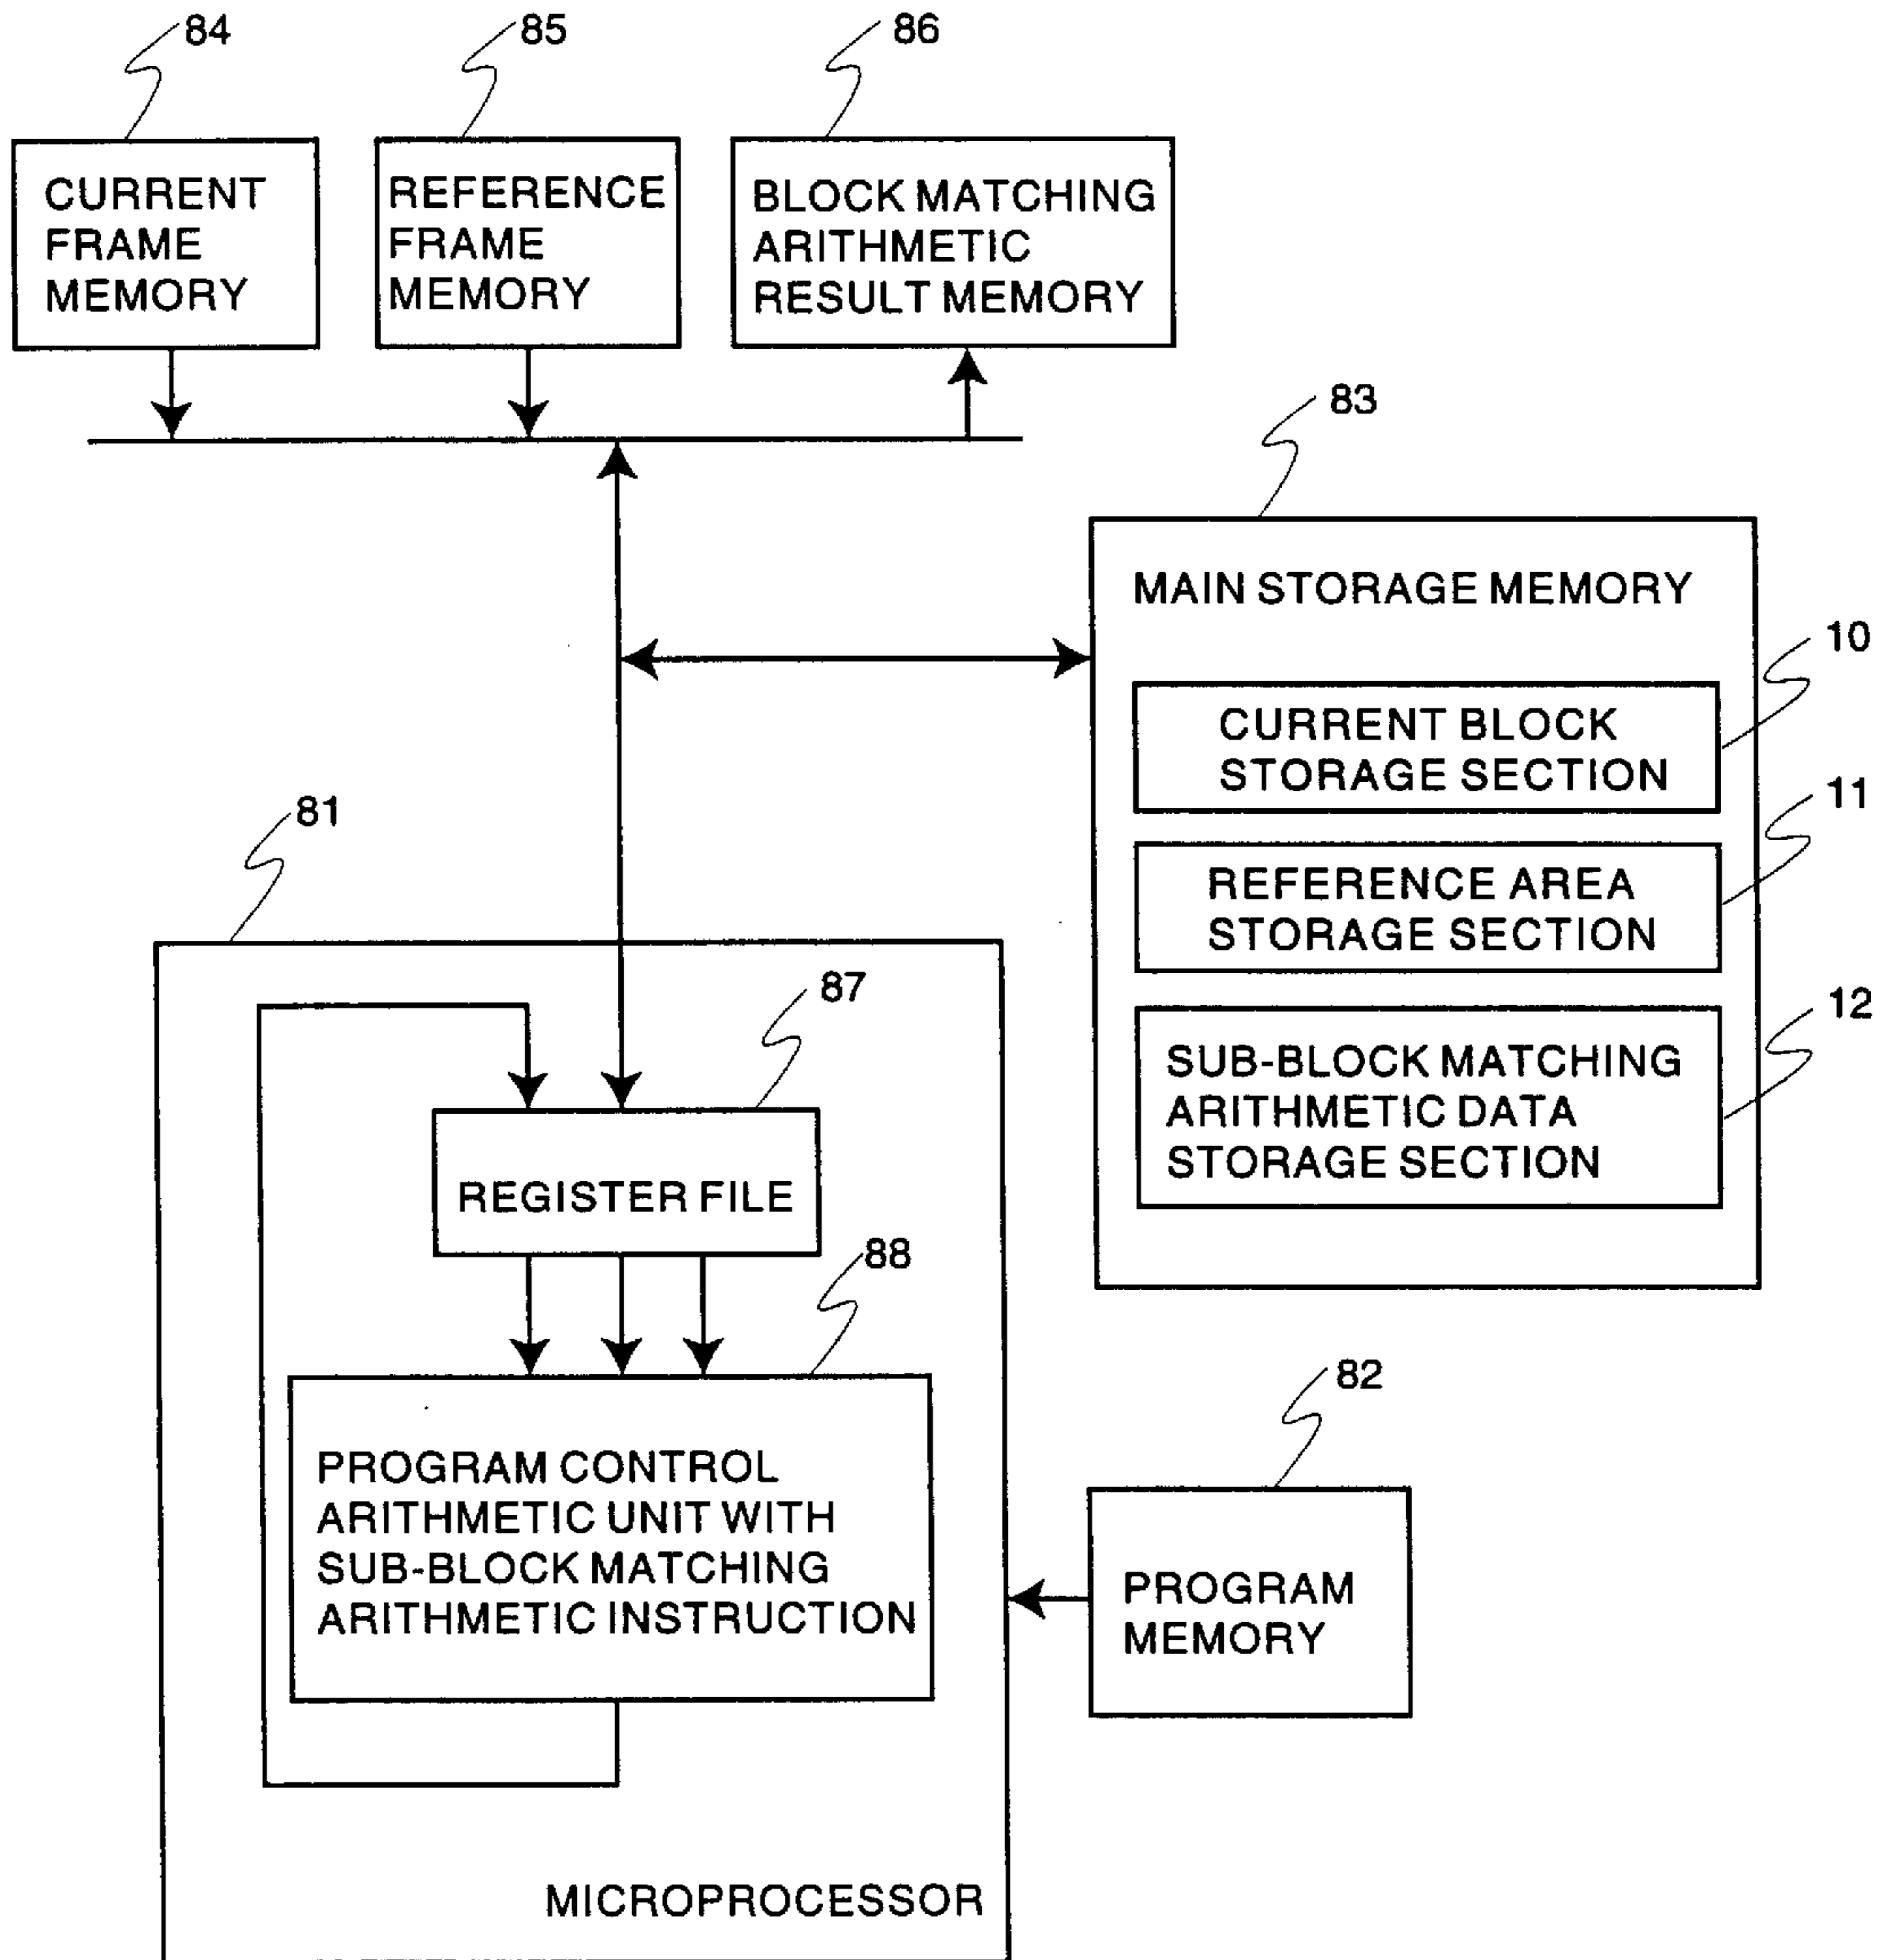 84
85
86
CURRENT
FRAME
MEMORY
REFERENCE
FRAME
MEMORY
BLOCK MATCHING
ARITHMETIC
RESULT MEMORY
83
MAIN STORAGE MEMORY
10
CURRENT BLOCK
STORAGE SECTION
11
REFERENCE AREA
STORAGE SECTION
12
SUB-BLOCK MATCHING
ARITHMETIC DATA
STORAGE SECTION
81
87
REGISTER FILE
88
PROGRAM CONTROL
ARITHMETIC UNIT WITH
SUB-BLOCK MATCHING
ARITHMETIC INSTRUCTION
82
PROGRAM
MEMORY
MICROPROCESSOR